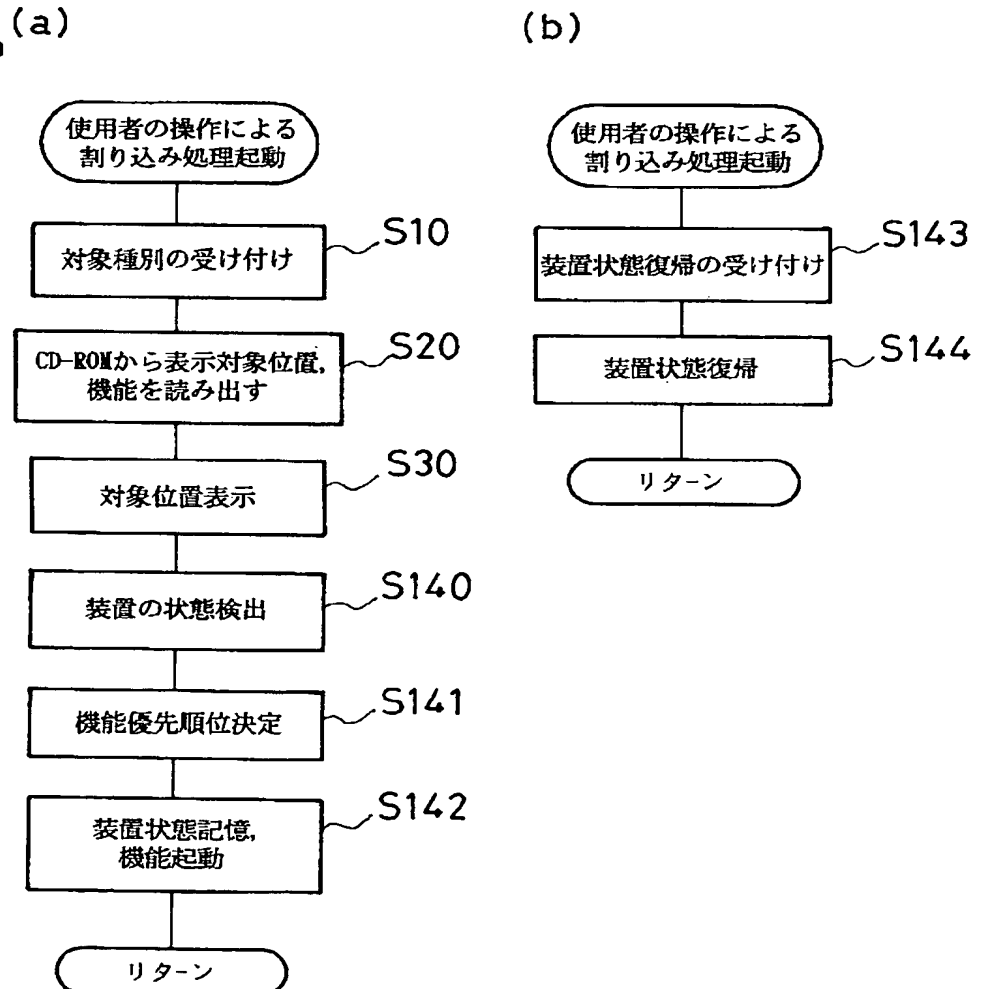 (a)
使用者の操作による
割り込み処理起動
対象種別の受け付け
S10
CD-ROMから表示対象位置,
機能を読み出す
S20
対象位置表示
S30
装置の状態検出
S140
機能優先順位決定
S141
装置状態記憶,
機能起動
S142
リターン
(b)
使用者の操作による
割り込み処理起動
装置状態復帰の受け付け
S143
装置状態復帰
S144
リターン